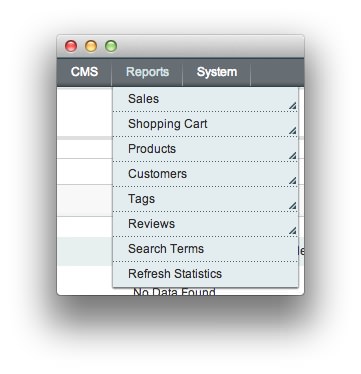 CMS Reports System
Sales
Shopping Cart
Products
Customers
Tags
Reviews
Search Terms
Refresh Statistics
No Data Found